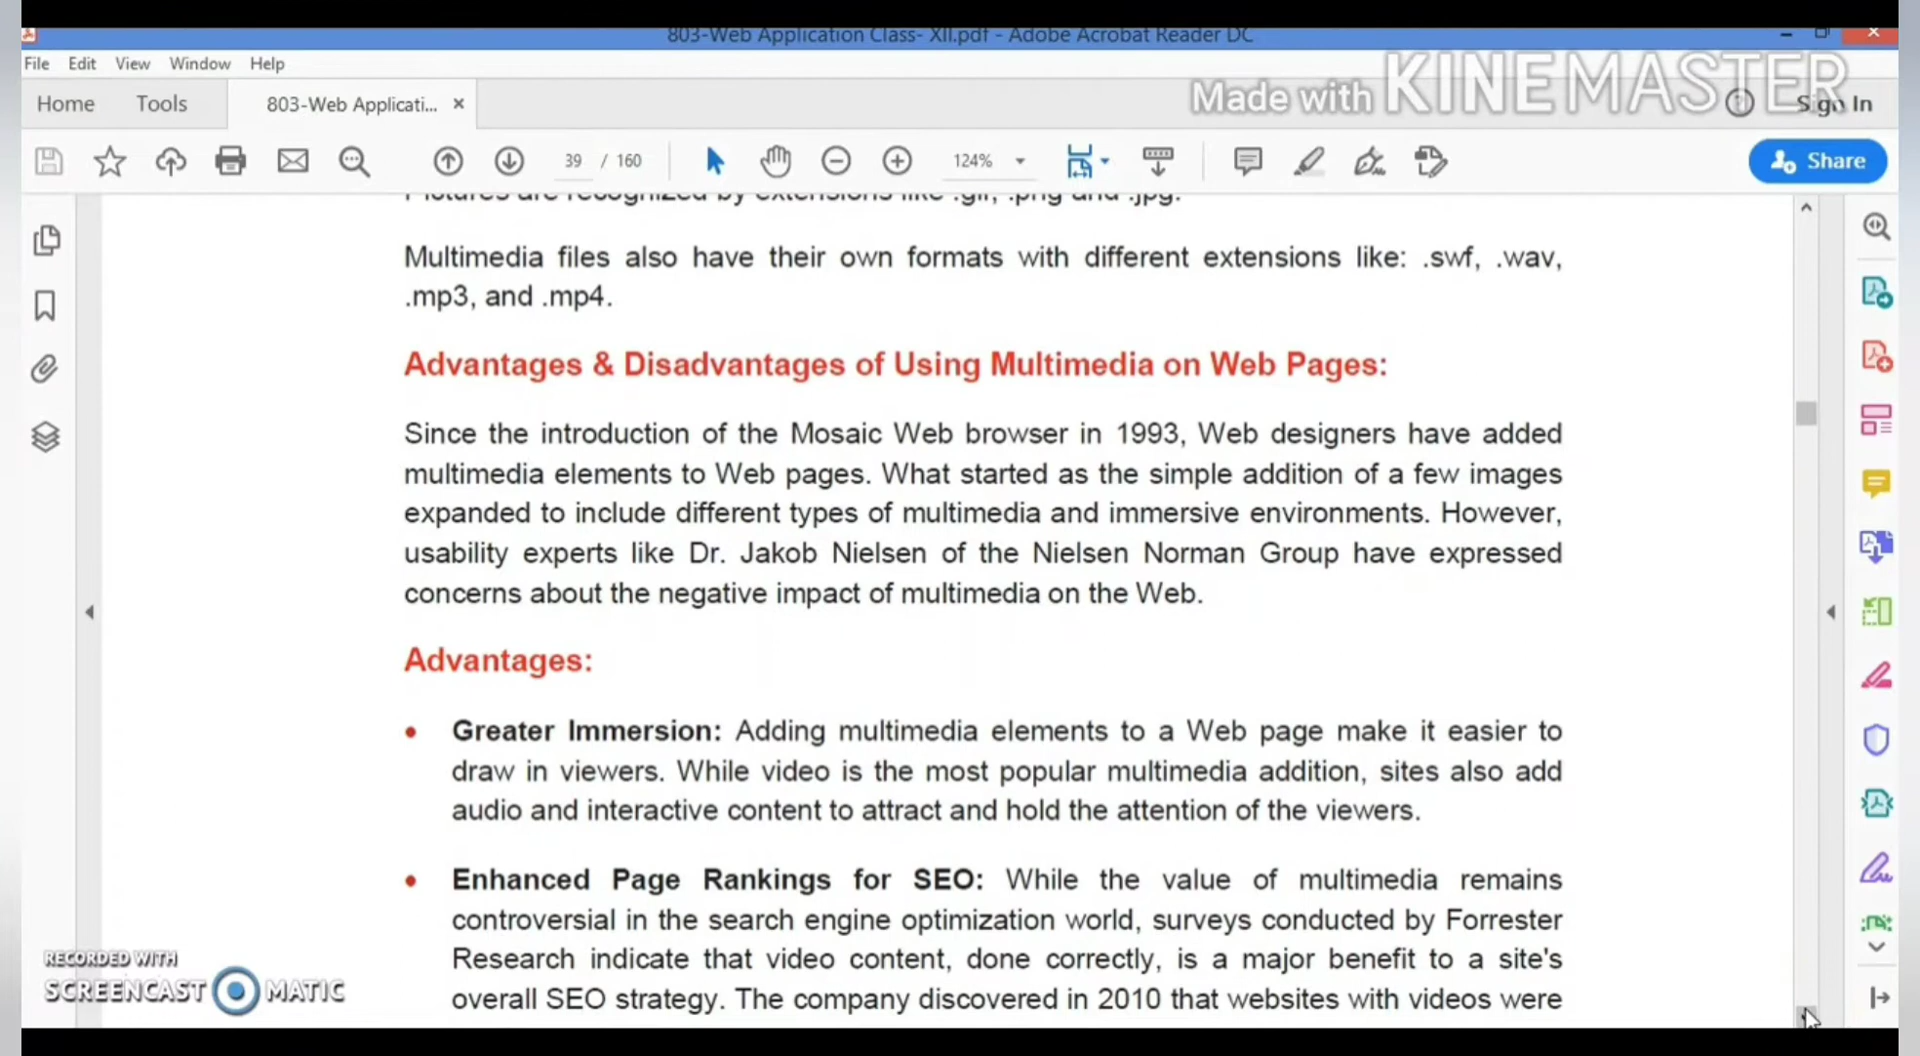 803-Web Application Class- XII.pdf - Adobe Acrobat Reader DC
File Edit View Window Help
Made with KINEMASTER
Home Tools 803-Web Applicati... × Sign In
39 / 160 124% Share
Pictures are recognized by extensions like .gif, .png and .jpg.
Multimedia files also have their own formats with different extensions like: .swf, .wav,
.mp3, and .mp4.
Advantages & Disadvantages of Using Multimedia on Web Pages:
Since the introduction of the Mosaic Web browser in 1993, Web designers have added
multimedia elements to Web pages. What started as the simple addition of a few images
expanded to include different types of multimedia and immersive environments. However,
usability experts like Dr. Jakob Nielsen of the Nielsen Norman Group have expressed
concerns about the negative impact of multimedia on the Web.
Advantages:
• Greater Immersion: Adding multimedia elements to a Web page make it easier to
draw in viewers. While video is the most popular multimedia addition, sites also add
audio and interactive content to attract and hold the attention of the viewers.
• Enhanced Page Rankings for SEO: While the value of multimedia remains
controversial in the search engine optimization world, surveys conducted by Forrester
Research indicate that video content, done correctly, is a major benefit to a site's
overall SEO strategy. The company discovered in 2010 that websites with videos were
RECORDED WITH
SCREENCAST MATIC